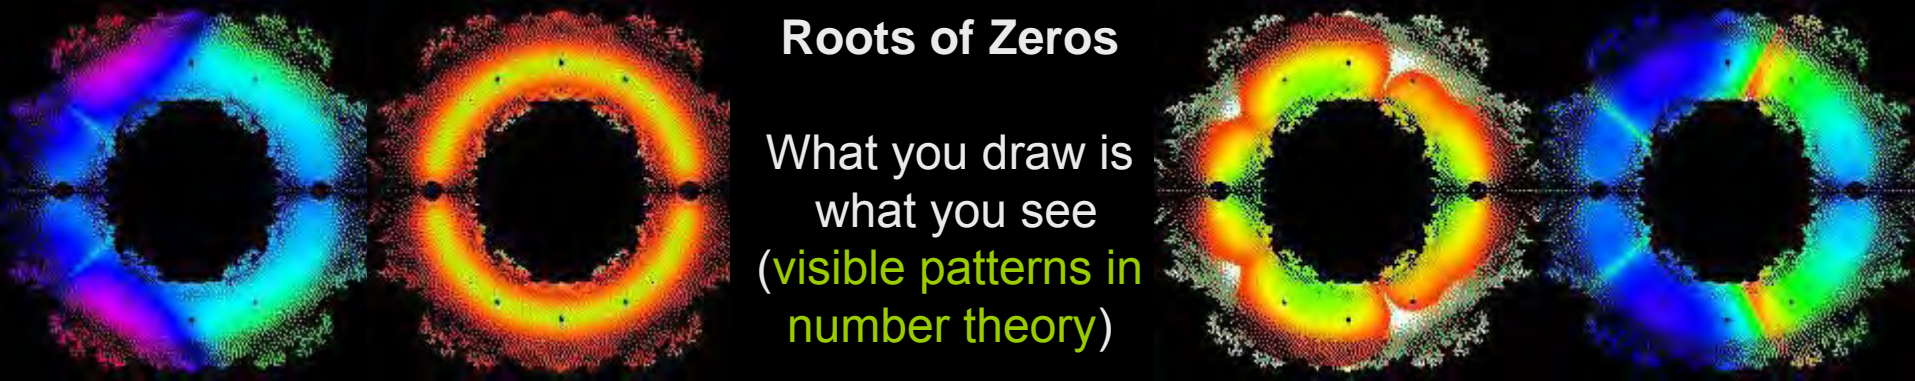 Roots of Zeros
What you draw is
what you see
(visible patterns in
number theory)